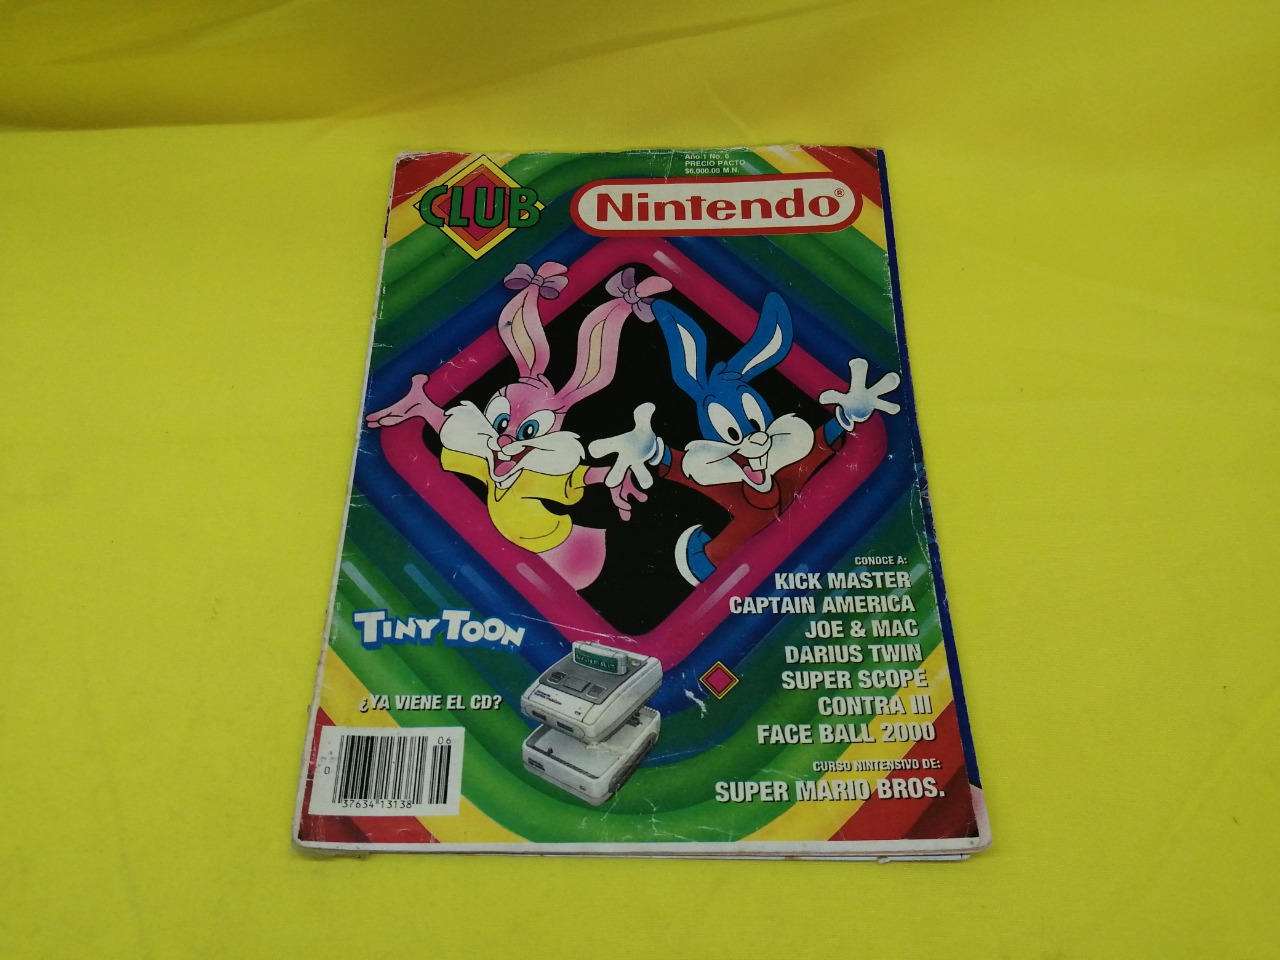 Año 1 No. 6
PRECIO PACTO
$6,000.00 M.N.
CLUB
Nintendo®
CONOCE A:
KICK MASTER
CAPTAIN AMERICA
JOE & MAC
DARIUS TWIN
SUPER SCOPE
CONTRA III
FACE BALL 2000
CURSO NINTENSIVO DE:
SUPER MARIO BROS.
TINY TOON
¿YA VIENE EL CD?
06
0
37634 13138